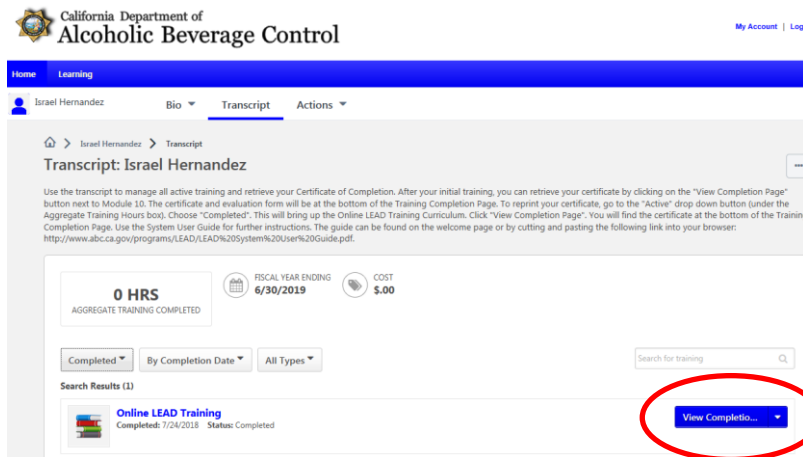 California Department of
Alcoholic Beverage Control
My Account | Log
Home Learning
Israel Hernandez Bio Transcript Actions
Israel Hernandez Transcript
Transcript: Israel Hernandez
Use the transcript to manage all active training and retrieve your Certificate of Completion. After your initial training, you can retrieve your certificate by clicking on the "View Completion Page"
button next to Module 10. The certificate and evaluation form will be at the bottom of the Training Completion Page. To reprint your certificate, go to the "Active" drop down button (under the
Aggregate Training Hours box). Choose "Completed". This will bring up the Online LEAD Training Curriculum. Click "View Completion Page". You will find the certificate at the bottom of the Training
Completion Page. Use the System User Guide for further instructions. The guide can be found on the welcome page or by cutting and pasting the following link into your browser:
http://www.abc.ca.gov/programs/LEAD/LEAD%20System%20User%20Guide.pdf.
0 HRS
AGGREGATE TRAINING COMPLETED
FISCAL YEAR ENDING
6/30/2019
COST
$.00
Completed By Completion Date All Types Search for training
Search Results (1)
Online LEAD Training
Completed: 7/24/2018 Status: Completed
View Completio...